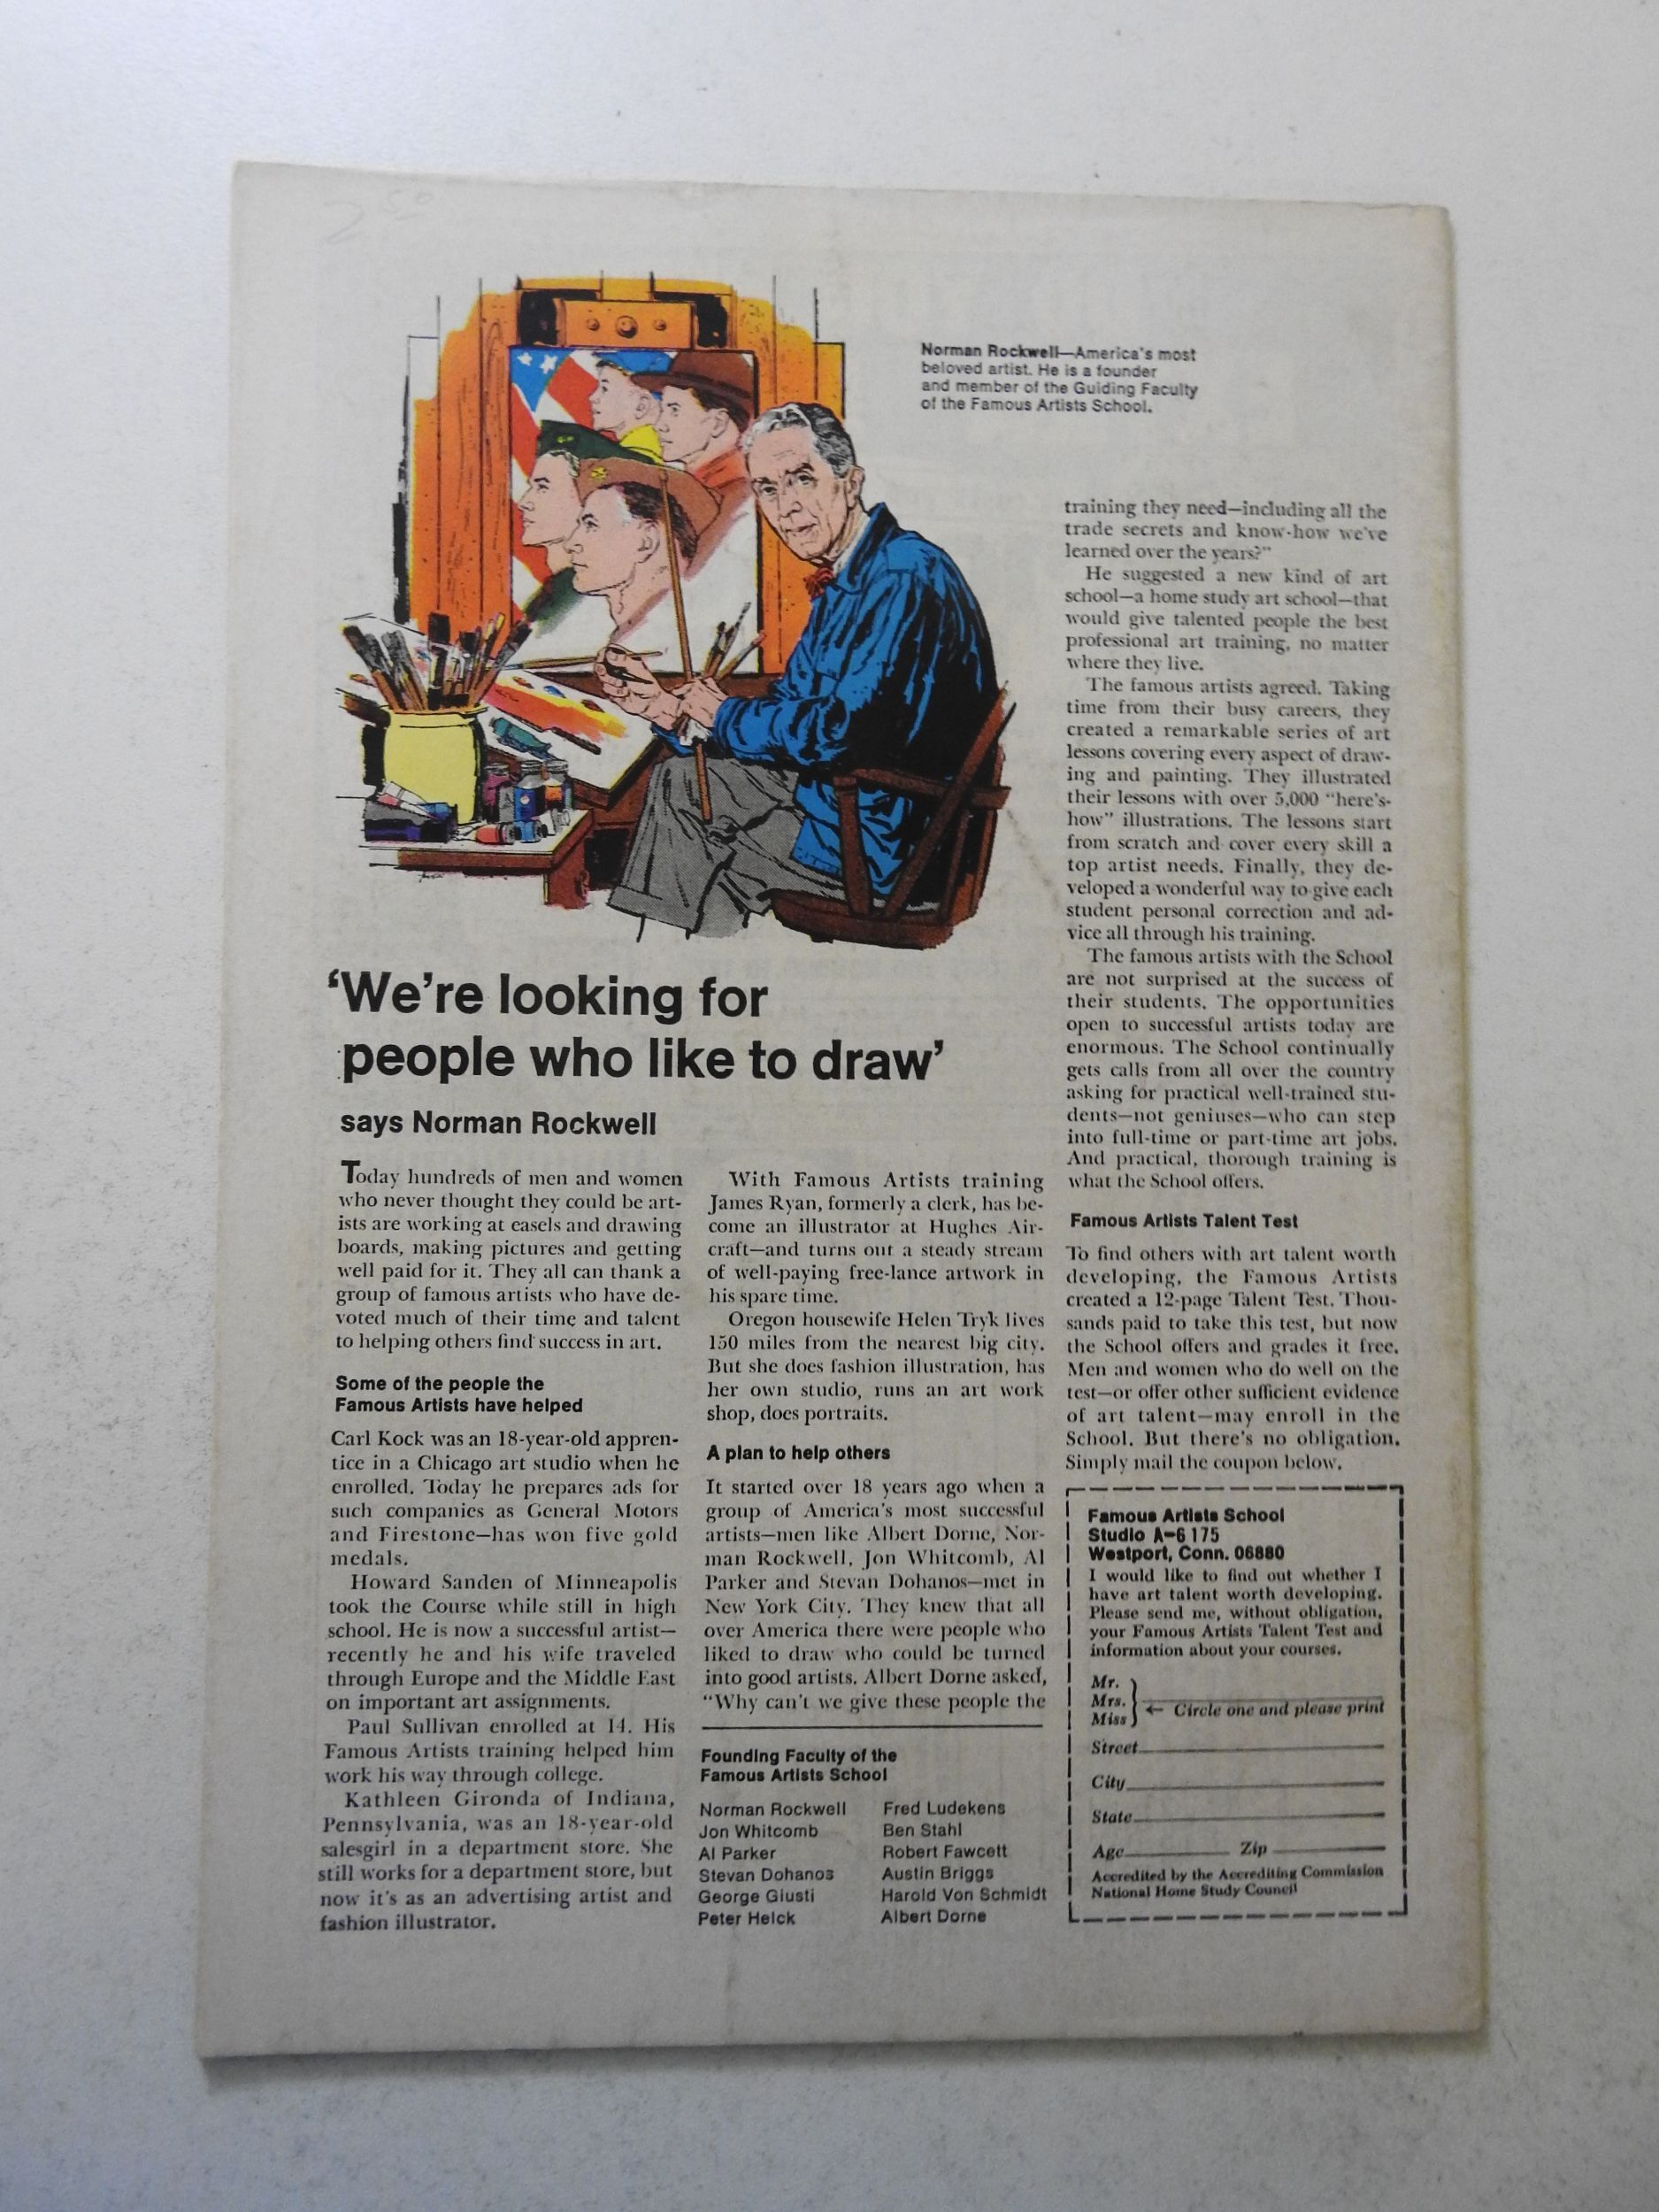 Norman Rockwell—America's most
beloved artist. He is a founder
and member of the Guiding Faculty
of the Famous Artists School.
'We're looking for
people who like to draw'
says Norman Rockwell
Today hundreds of men and women
who never thought they could be art-
ists are working at easels and drawing
boards, making pictures and getting
well paid for it. They all can thank a
group of famous artists who have de-
voted much of their time and talent
to helping others find success in art.
Some of the people the
Famous Artists have helped
Carl Kock was an 18-year-old appren-
tice in a Chicago art studio when he
enrolled. Today he prepares ads for
such companies as General Motors
and Firestone—has won five gold
medals.
Howard Sanden of Minneapolis
took the Course while still in high
school. He is now a successful artist—
recently he and his wife traveled
through Europe and the Middle East
on important art assignments.
Paul Sullivan enrolled at 14. His
Famous Artists training helped him
work his way through college.
Kathleen Gironda of Indiana,
Pennsylvania, was an 18-year-old
salesgirl in a department store. She
still works for a department store, but
now it's as an advertising artist and
fashion illustrator.
With Famous Artists training
James Ryan, formerly a clerk, has be-
come an illustrator at Hughes Air-
craft—and turns out a steady stream
of well-paying free-lance artwork in
his spare time.
Oregon housewife Helen Tryk lives
150 miles from the nearest big city.
But she does fashion illustration, has
her own studio, runs an art work
shop, does portraits.
A plan to help others
It started over 18 years ago when a
group of America's most successful
artists—men like Albert Dorne, Nor-
man Rockwell, Jon Whitcomb, Al
Parker and Stevan Dohanos—met in
New York City. They knew that all
over America there were people who
liked to draw who could be turned
into good artists. Albert Dorne asked,
"Why can't we give these people the
training they need—including all the
trade secrets and know-how we've
learned over the years?"
He suggested a new kind of art
school—a home study art school—that
would give talented people the best
professional art training, no matter
where they live.
The famous artists agreed. Taking
time from their busy careers, they
created a remarkable series of art
lessons covering every aspect of draw-
ing and painting. They illustrated
their lessons with over 5,000 "here's-
how" illustrations. The lessons start
from scratch and cover every skill a
top artist needs. Finally, they de-
veloped a wonderful way to give each
student personal correction and ad-
vice all through his training.
The famous artists with the School
are not surprised at the success of
their students. The opportunities
open to successful artists today are
enormous. The School continually
gets calls from all over the country
asking for practical well-trained stu-
dents—not geniuses—who can step
into full-time or part-time art jobs.
And practical, thorough training is
what the School offers.
Famous Artists Talent Test
To find others with art talent worth
developing, the Famous Artists
created a 12-page Talent Test. Thou-
sands paid to take this test, but now
the School offers and grades it free.
Men and women who do well on the
test—or offer other sufficient evidence
of art talent—may enroll in the
School. But there's no obligation.
Simply mail the coupon below.
Founding Faculty of the
Famous Artists School
Norman Rockwell
Jon Whitcomb
Al Parker
Stevan Dohanos
George Giusti
Peter Helck
Fred Ludekens
Ben Stahl
Robert Fawcett
Austin Briggs
Harold Von Schmidt
Albert Dorne
Famous Artists School
Studio A-6175
Westport, Conn. 06880
I would like to find out whether I
have art talent worth developing.
Please send me, without obligation,
your Famous Artists Talent Test and
information about your courses.
Mr.
Mrs.
Miss
← Circle one and please print
Street
City
State
Age Zip
Accredited by the Accrediting Commission
National Home Study Council